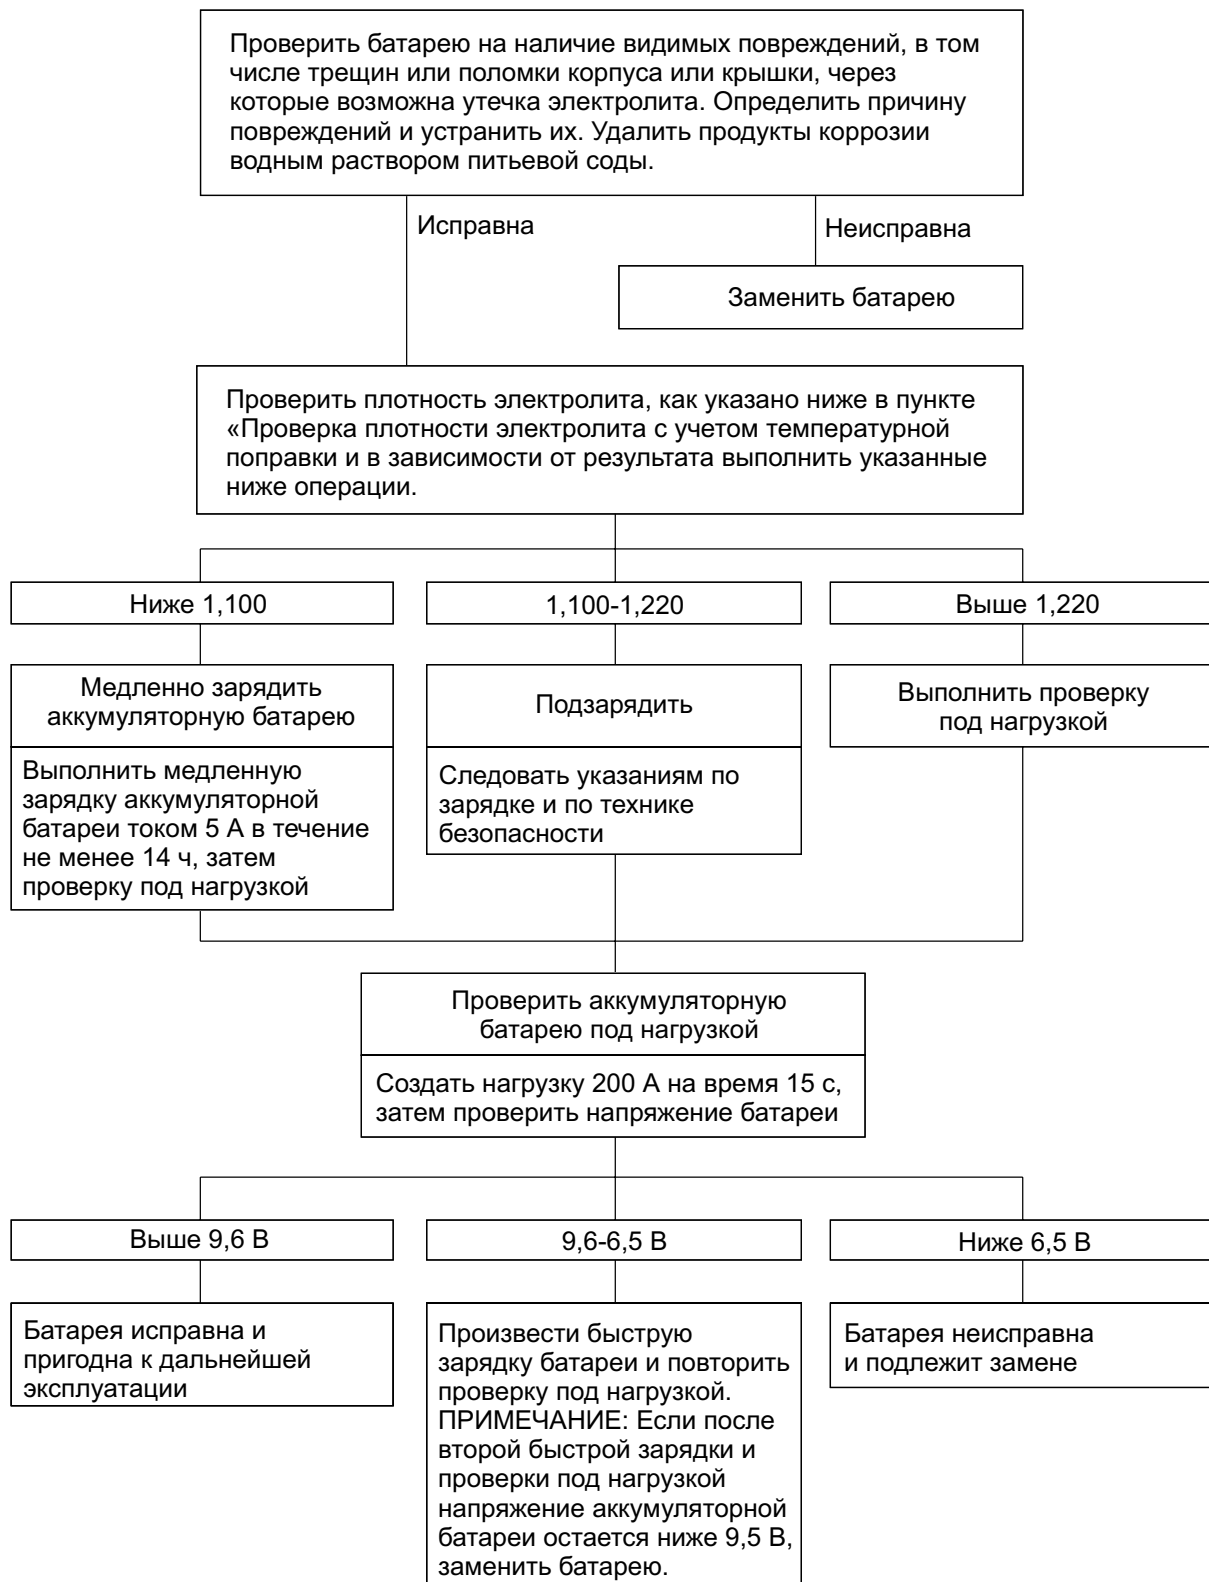 Проверить батарею на наличие видимых повреждений, в том
числе трещин или поломки корпуса или крышки, через
которые возможна утечка электролита. Определить причину
повреждений и устранить их. Удалить продукты коррозии
водным раствором питьевой соды.
Исправна
Неисправна
Заменить батарею
Проверить плотность электролита, как указано ниже в пункте
«Проверка плотности электролита с учетом температурной
поправки и в зависимости от результата выполнить указанные
ниже операции.
Ниже 1,100
1,100-1,220
Выше 1,220
Медленно зарядить
аккумуляторную батарею
Выполнить медленную
зарядку аккумуляторной
батареи током 5 А в течение
не менее 14 ч, затем
проверку под нагрузкой
Подзарядить
Следовать указаниям по
зарядке и по технике
безопасности
Выполнить проверку
под нагрузкой
Проверить аккумуляторную
батарею под нагрузкой
Создать нагрузку 200 А на время 15 с,
затем проверить напряжение батареи
Выше 9,6 В
9,6-6,5 В
Ниже 6,5 В
Батарея исправна и
пригодна к дальнейшей
эксплуатации
Произвести быструю
зарядку батареи и повторить
проверку под нагрузкой.
ПРИМЕЧАНИЕ: Если после
второй быстрой зарядки и
проверки под нагрузкой
напряжение аккумуляторной
батареи остается ниже 9,5 В,
заменить батарею.
Батарея неисправна
и подлежит замене